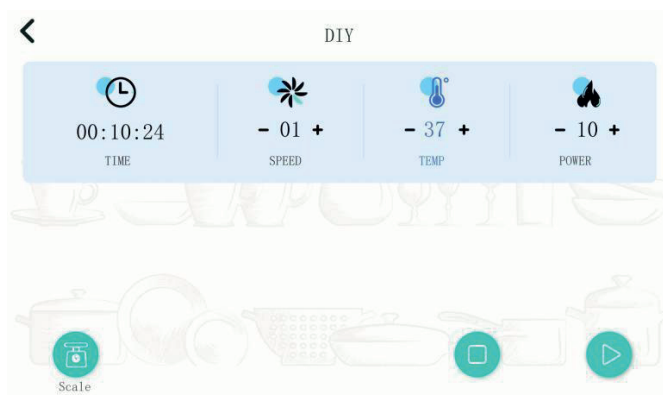 DIY
00:10:24 - 01 + - 37 + - 10 +
TIME SPEED TEMP POWER
Scale